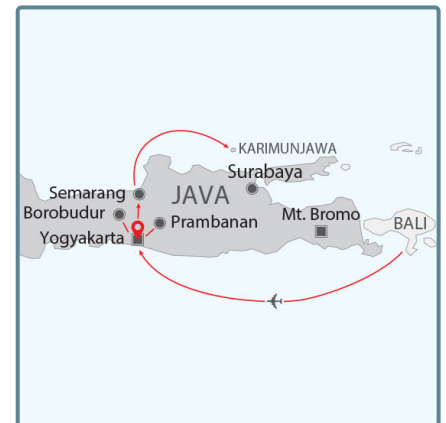 KARIMUNJAWA
Surabaya
Semarang
JAVA
Borobudur
Prambanan
Mt. Bromo
BALI
Yogyakarta